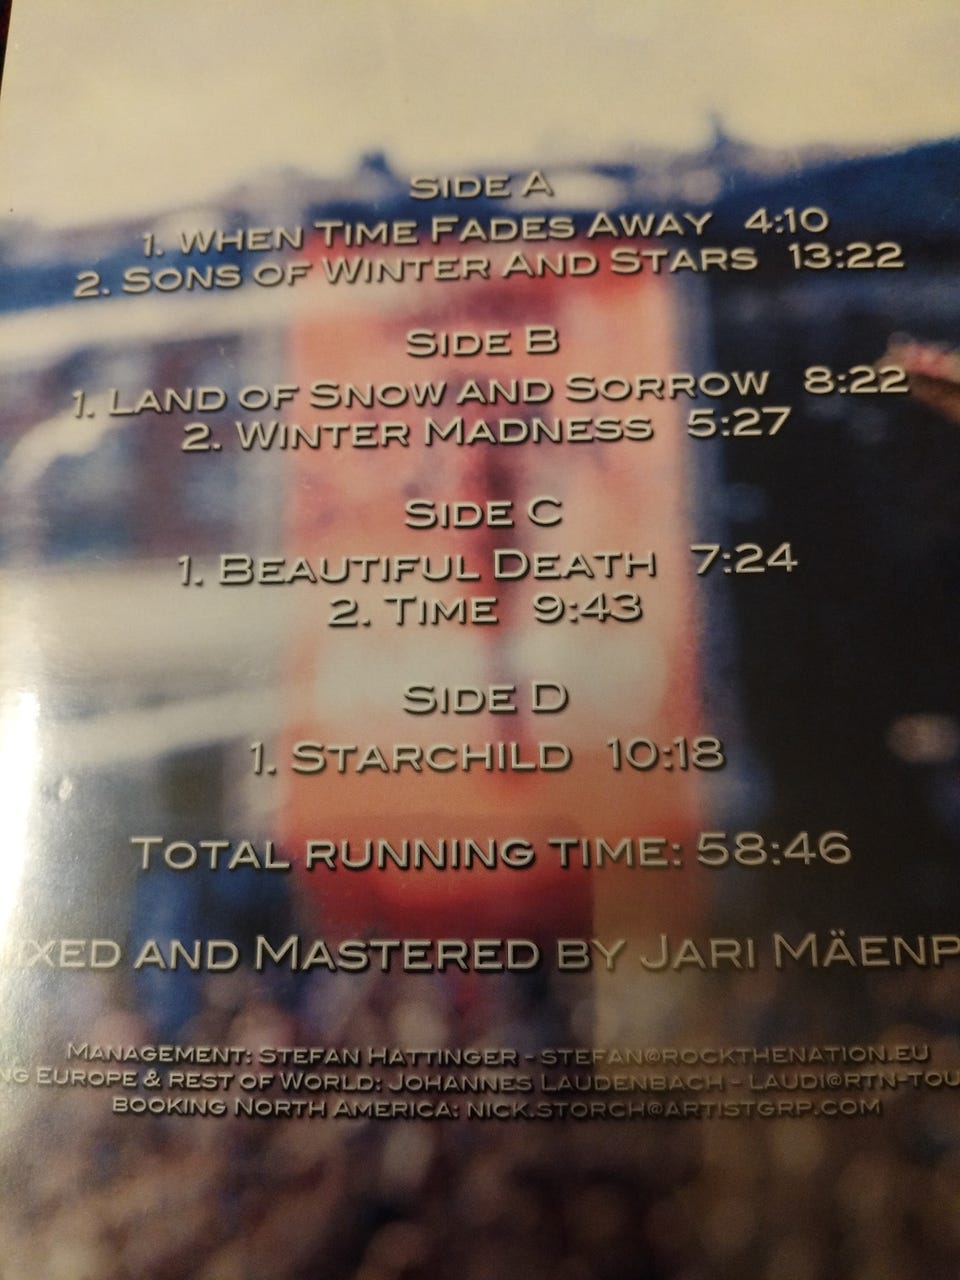 Side A
1. When Time Fades Away 4:10
2. Sons of Winter And Stars 13:22
Side B
1. Land of Snow and Sorrow 8:22
2. Winter Madness 5:27
Side C
1. Beautiful Death 7:24
2. Time 9:43
Side D
1. Starchild 10:18
Total running time: 58:46
ixed and Mastered by Jari Mäenp
Management: Stefan Hattinger - stefan@rockthenation.eu
ng Europe & rest of World: Johannes Laudenbach - laudi@rtn-tou
booking North America: nick.storch@artistgrp.com